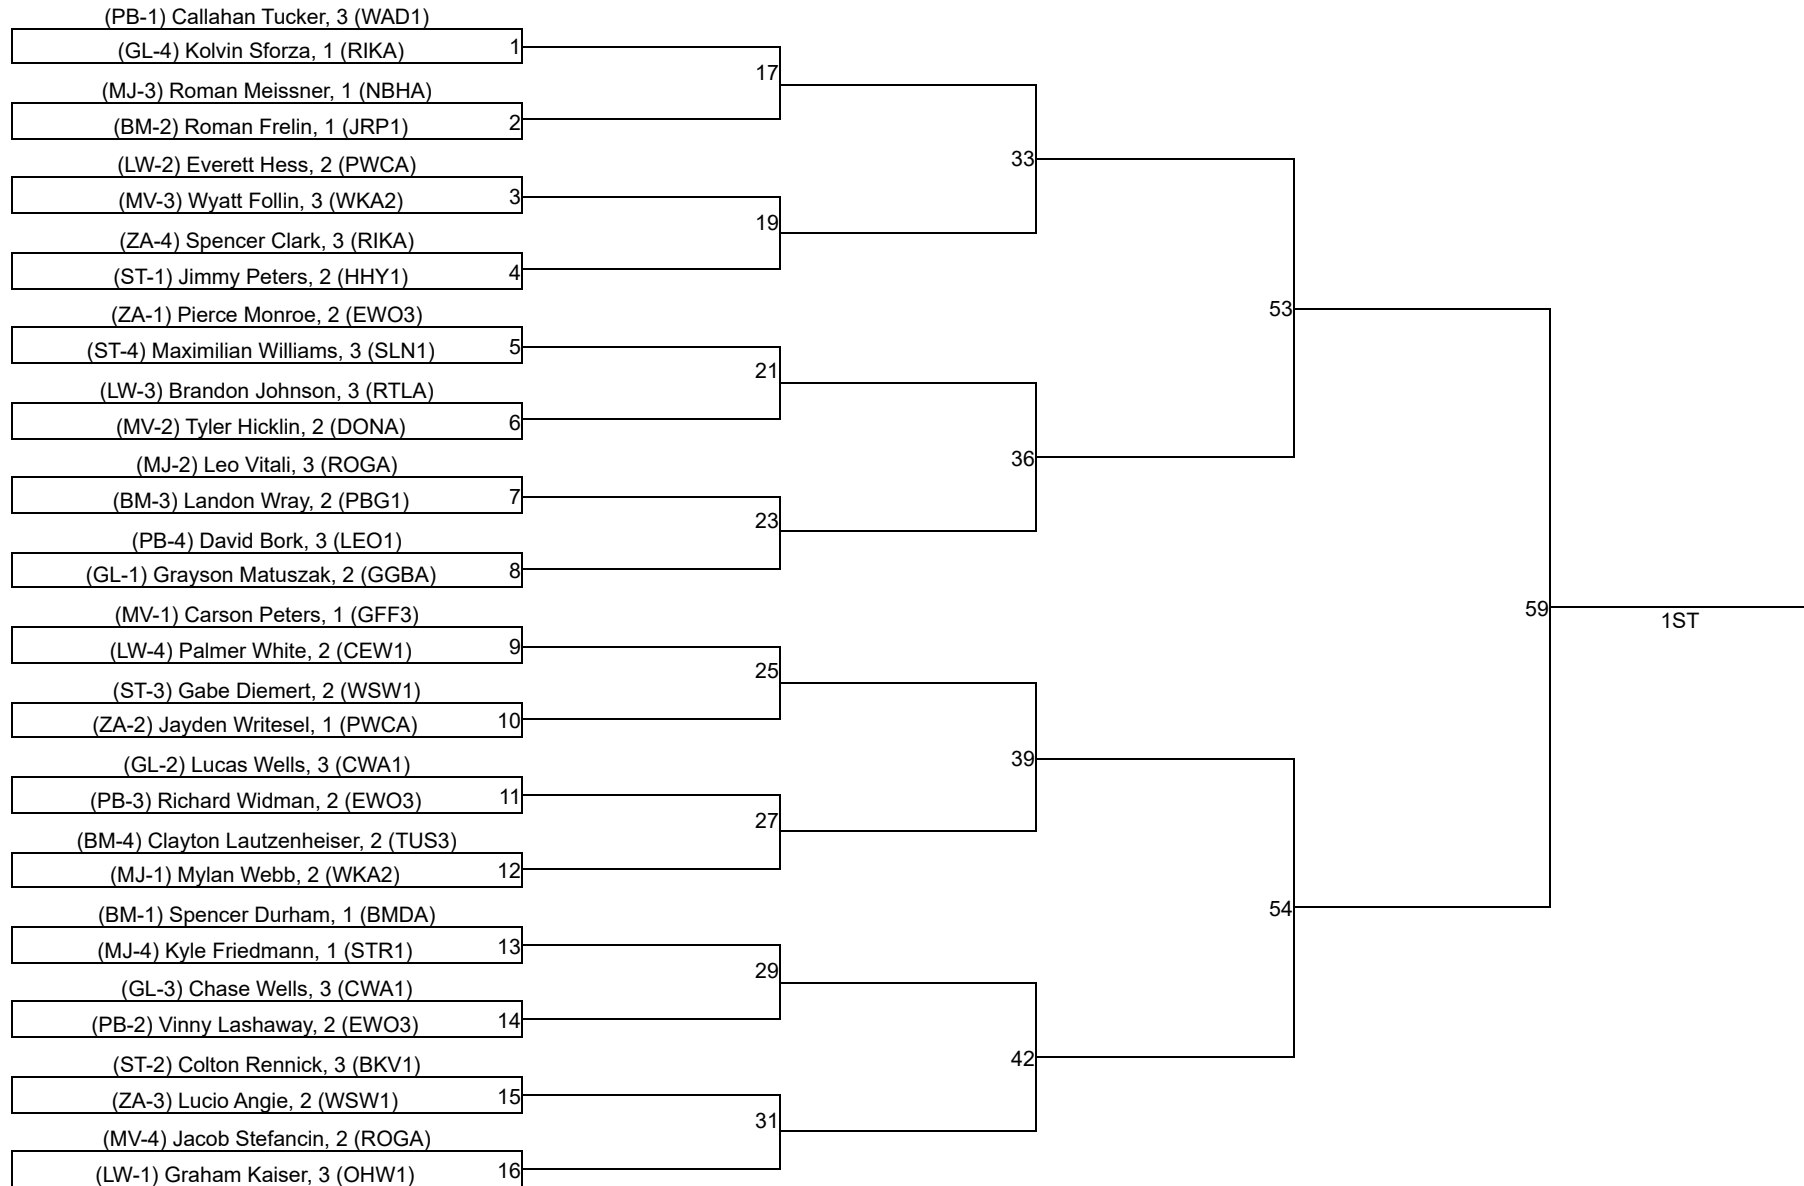 (PB-1) Callahan Tucker, 3 (WAD1)
(GL-4) Kolvin Sforza, 1 (RIKA)
1
17
(MJ-3) Roman Meissner, 1 (NBHA)
(BM-2) Roman Frelin, 1 (JRP1)
2
(LW-2) Everett Hess, 2 (PWCA)
33
(MV-3) Wyatt Follin, 3 (WKA2)
3
19
(ZA-4) Spencer Clark, 3 (RIKA)
(ST-1) Jimmy Peters, 2 (HHY1)
4
(ZA-1) Pierce Monroe, 2 (EWO3)
53
(ST-4) Maximilian Williams, 3 (SLN1)
5
21
(LW-3) Brandon Johnson, 3 (RTLA)
(MV-2) Tyler Hicklin, 2 (DONA)
6
(MJ-2) Leo Vitali, 3 (ROGA)
36
(BM-3) Landon Wray, 2 (PBG1)
7
23
(PB-4) David Bork, 3 (LEO1)
(GL-1) Grayson Matuszak, 2 (GGBA)
8
(MV-1) Carson Peters, 1 (GFF3)
59
1ST
(LW-4) Palmer White, 2 (CEW1)
9
25
(ST-3) Gabe Diemert, 2 (WSW1)
(ZA-2) Jayden Writesel, 1 (PWCA)
10
(GL-2) Lucas Wells, 3 (CWA1)
39
(PB-3) Richard Widman, 2 (EWO3)
11
27
(BM-4) Clayton Lautzenheiser, 2 (TUS3)
(MJ-1) Mylan Webb, 2 (WKA2)
12
(BM-1) Spencer Durham, 1 (BMDA)
54
(MJ-4) Kyle Friedmann, 1 (STR1)
13
29
(GL-3) Chase Wells, 3 (CWA1)
(PB-2) Vinny Lashaway, 2 (EWO3)
14
(ST-2) Colton Rennick, 3 (BKV1)
42
(ZA-3) Lucio Angie, 2 (WSW1)
15
31
(MV-4) Jacob Stefancin, 2 (ROGA)
(LW-1) Graham Kaiser, 3 (OHW1)
16